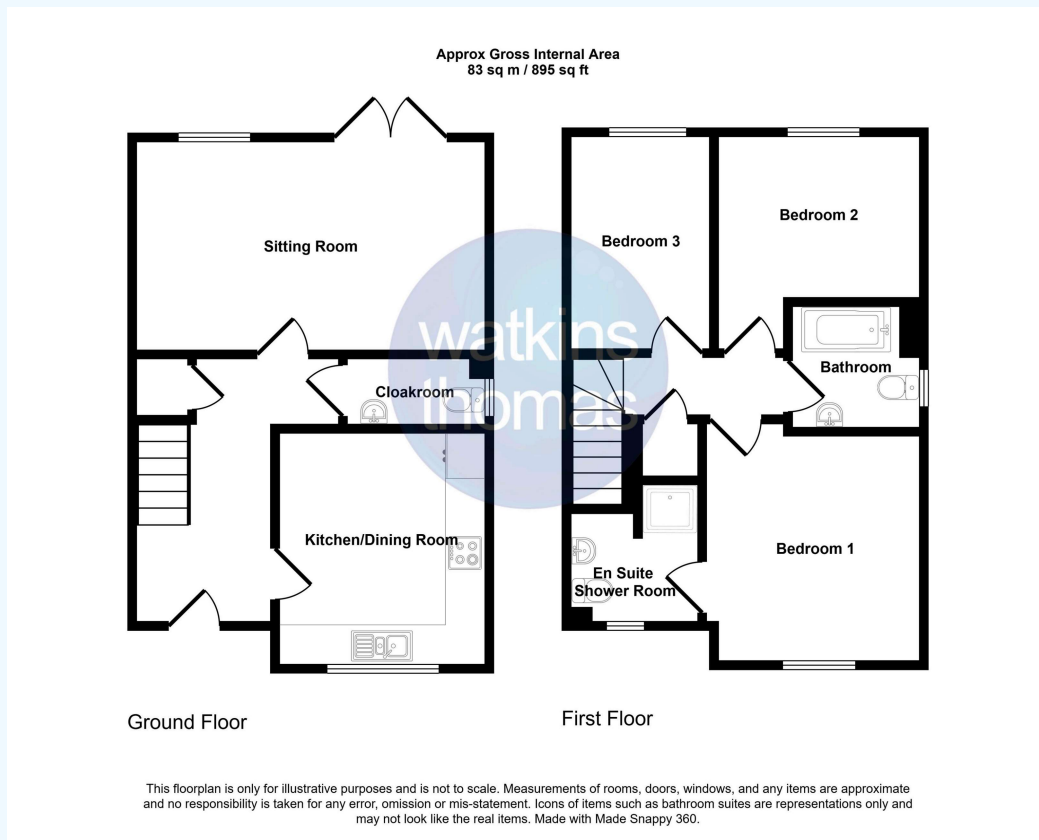 Approx Gross Internal Area
83 sq m / 895 sq ft
Sitting Room
Cloakroom
Kitchen/Dining Room
Ground Floor
Bedroom 3
Bedroom 2
Bathroom
Bedroom 1
En Suite
Shower Room
First Floor
watkins
thomas
This floorplan is only for illustrative purposes and is not to scale. Measurements of rooms, doors, windows, and any items are approximate
and no responsibility is taken for any error, omission or mis-statement. Icons of items such as bathroom suites are representations only and
may not look like the real items. Made with Made Snappy 360.